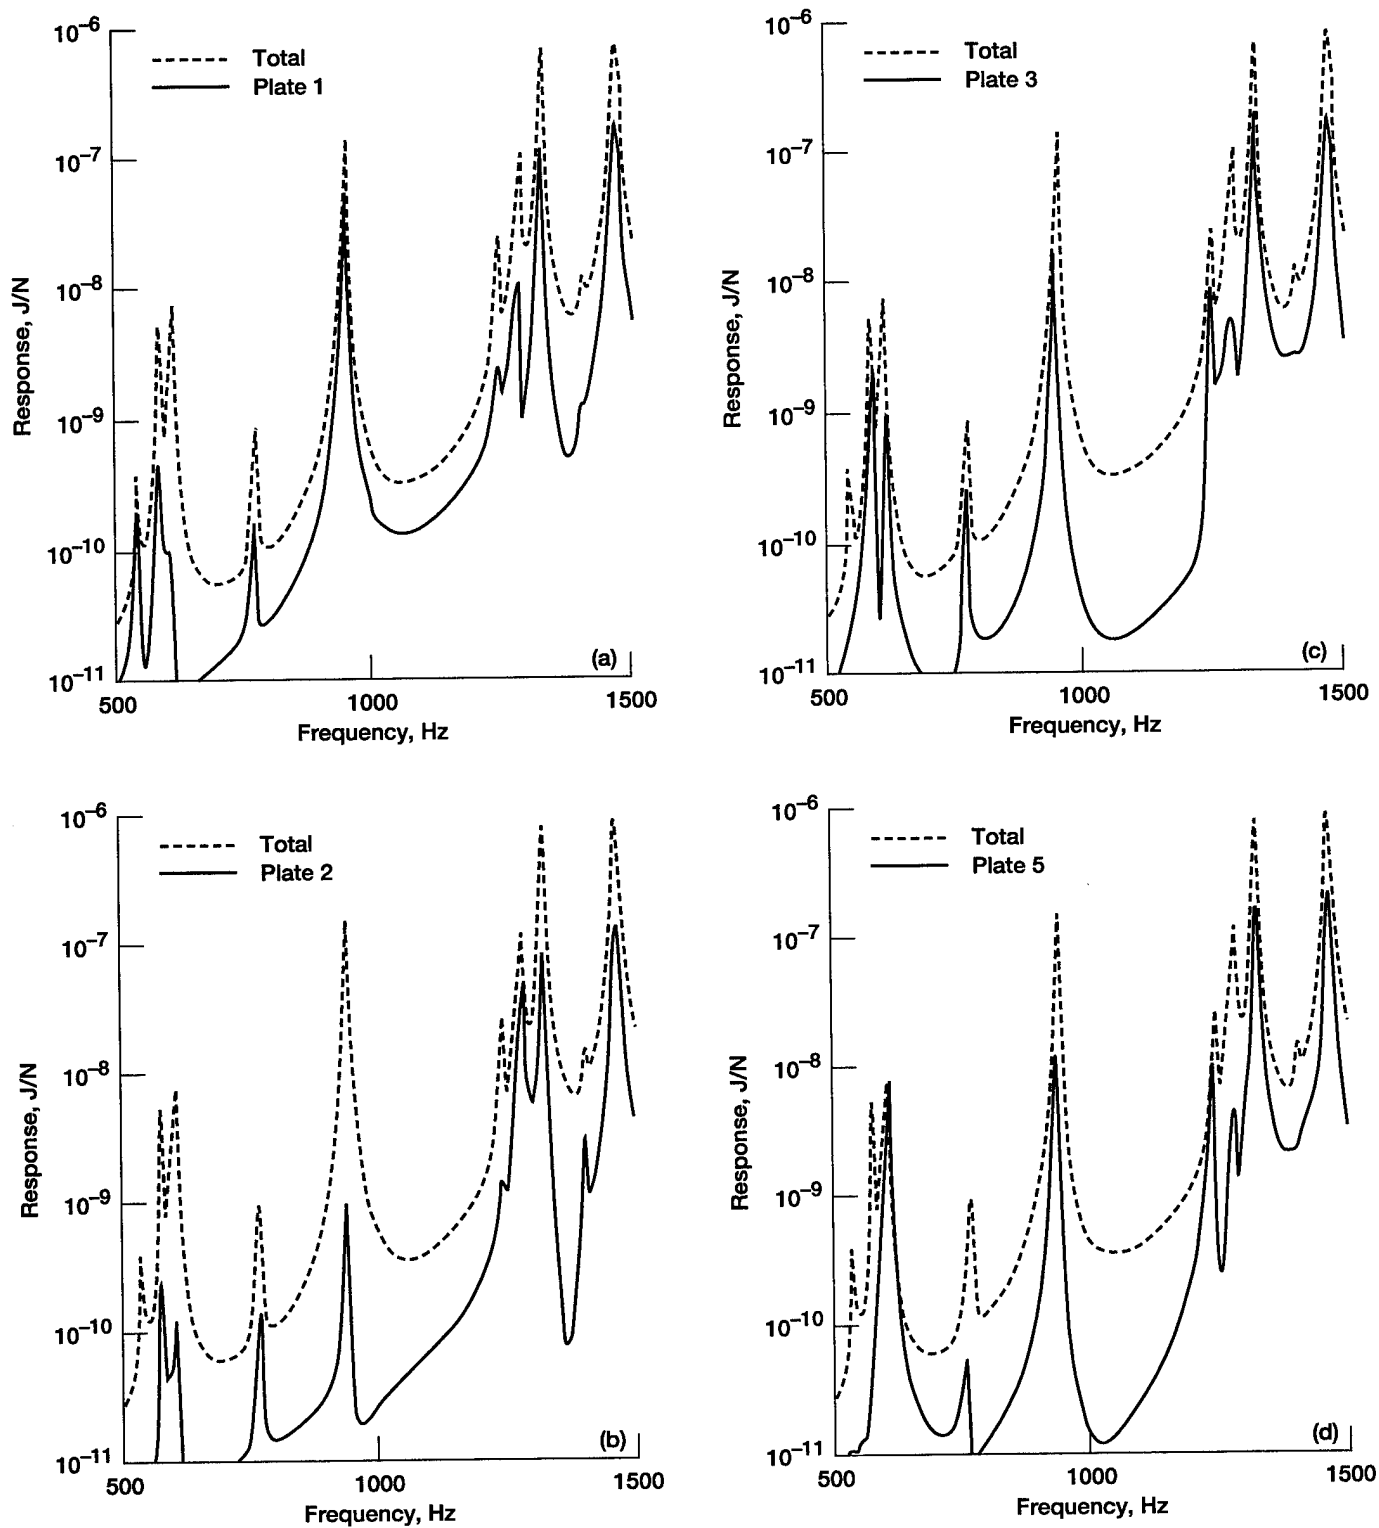 10⁻⁶
Total
Plate 1
10⁻⁷
10⁻⁸
10⁻⁹
10⁻¹⁰
10⁻¹¹
Response, J/N
(a)
500
1000
1500
Frequency, Hz
10⁻⁶
Total
Plate 3
10⁻⁷
10⁻⁸
10⁻⁹
10⁻¹⁰
10⁻¹¹
Response, J/N
(c)
500
1000
1500
Frequency, Hz
10⁻⁶
Total
Plate 2
10⁻⁷
10⁻⁸
10⁻⁹
10⁻¹⁰
10⁻¹¹
Response, J/N
(b)
500
1000
1500
Frequency, Hz
10⁻⁶
Total
Plate 5
10⁻⁷
10⁻⁸
10⁻⁹
10⁻¹⁰
10⁻¹¹
Response, J/N
(d)
500
1000
1500
Frequency, Hz